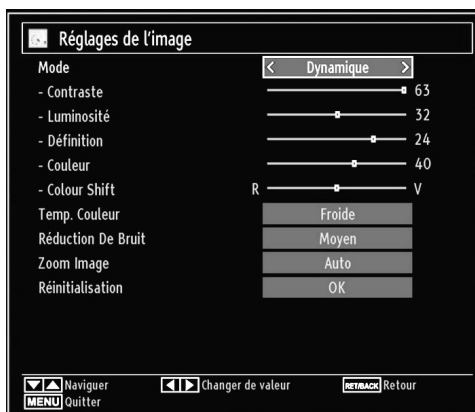 Réglages de l'image
Mode < Dynamique >
- Contraste 63
- Luminosité 32
- Définition 24
- Couleur 40
- Colour Shift R V
Temp. Couleur Froide
Réduction De Bruit Moyen
Zoom Image Auto
Réinitialisation OK
Naviguer Changer de valeur RET/BACK Retour
MENU Quitter